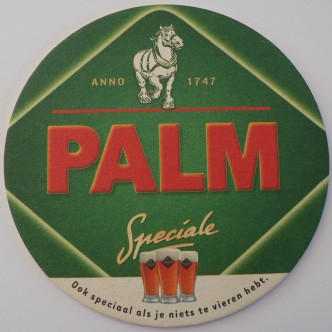 ANNO 1747
PALM
Speciale
Ook speciaal als je niets te vieren hebt.